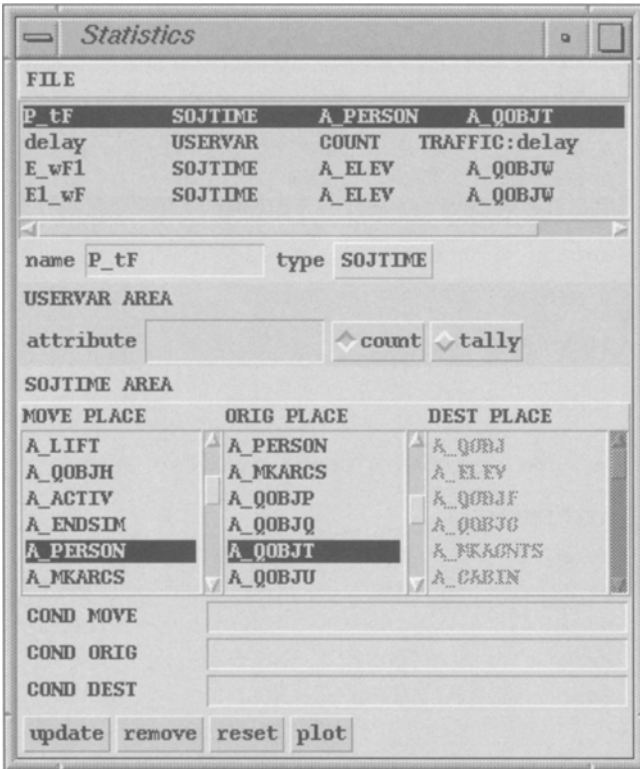 Statistics
FILE
P_tF SOJTIME A_PERSON A_QOBJT
delay USERVAR COUNT TRAFFIC:delay
E_wF1 SOJTIME A_ELEV A_QOBJW
E1_wF SOJTIME A_ELEV A_QOBJW
name P_tF type SOJTIME
USERVAR AREA
attribute count tally
SOJTIME AREA
MOVE PLACE ORIG PLACE DEST PLACE
A_LIFT A_PERSON A_QOBJ
A_QOBJH A_MKARCS A_ELEV
A_ACTIV A_QOBJP A_QOBJF
A_ENDSIM A_QOBJQ A_QOBJG
A_PERSON A_QOBJT A_MKAGNTS
A_MKARCS A_QOBJU A_CABIN
COND MOVE
COND ORIG
COND DEST
update remove reset plot